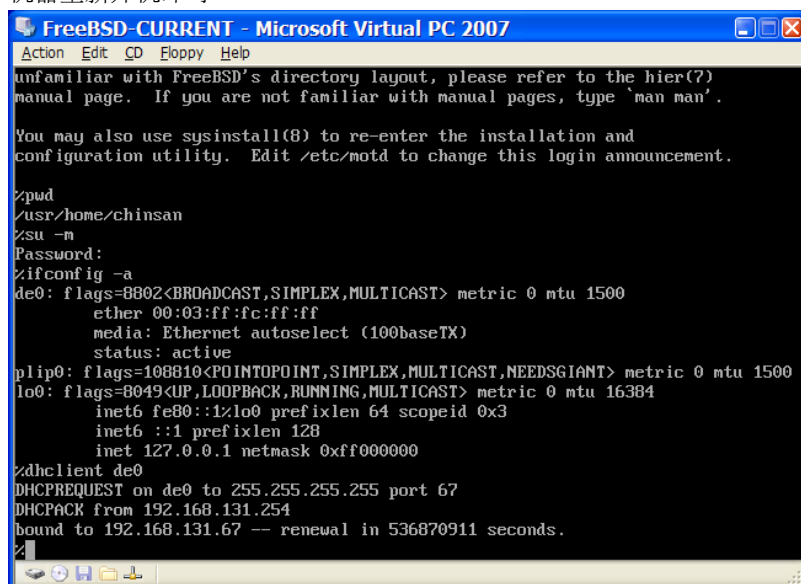 FreeBSD-CURRENT - Microsoft Virtual PC 2007
Action Edit CD Floppy Help
unfamiliar with FreeBSD's directory layout, please refer to the hier(7)
manual page.  If you are not familiar with manual pages, type `man man'.
You may also use sysinstall(8) to re-enter the installation and
configuration utility.  Edit /etc/motd to change this login announcement.
%pwd
/usr/home/chinsan
%su -m
Password:
%ifconfig -a
de0: flags=8802<BROADCAST,SIMPLEX,MULTICAST> metric 0 mtu 1500
ether 00:03:ff:fc:ff:ff
media: Ethernet autoselect (100baseTX)
status: active
plip0: flags=108810<POINTOPOINT,SIMPLEX,MULTICAST,NEEDSGIANT> metric 0 mtu 1500
lo0: flags=8049<UP,LOOPBACK,RUNNING,MULTICAST> metric 0 mtu 16384
inet6 fe80::1%lo0 prefixlen 64 scopeid 0x3
inet6 ::1 prefixlen 128
inet 127.0.0.1 netmask 0xff000000
%dhclient de0
DHCPREQUEST on de0 to 255.255.255.255 port 67
DHCPACK from 192.168.131.254
bound to 192.168.131.67 -- renewal in 536870911 seconds.
%